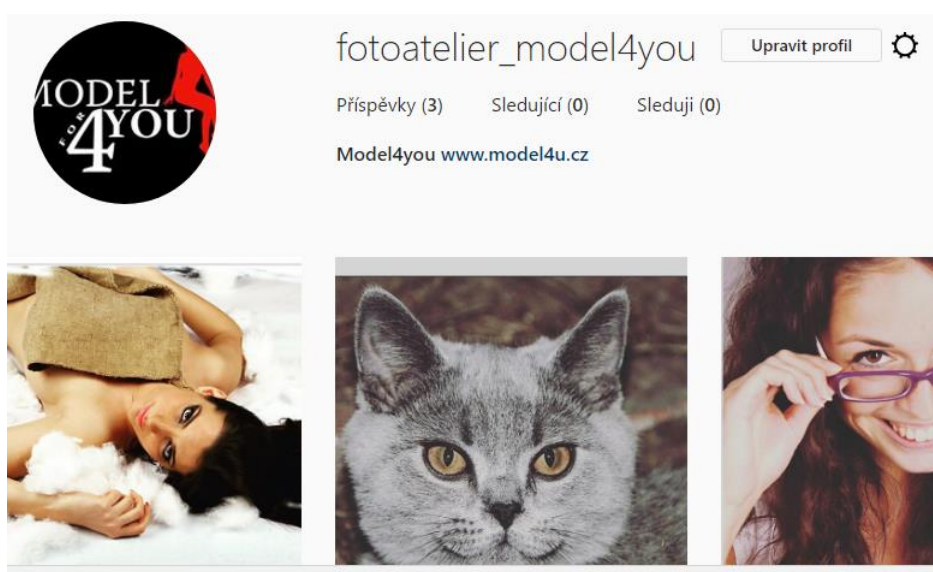 MODEL
FOR
4YOU
fotoatelier_model4you
Upravit profil
Příspěvky (3) Sledující (0) Sleduji (0)
Model4you www.model4u.cz